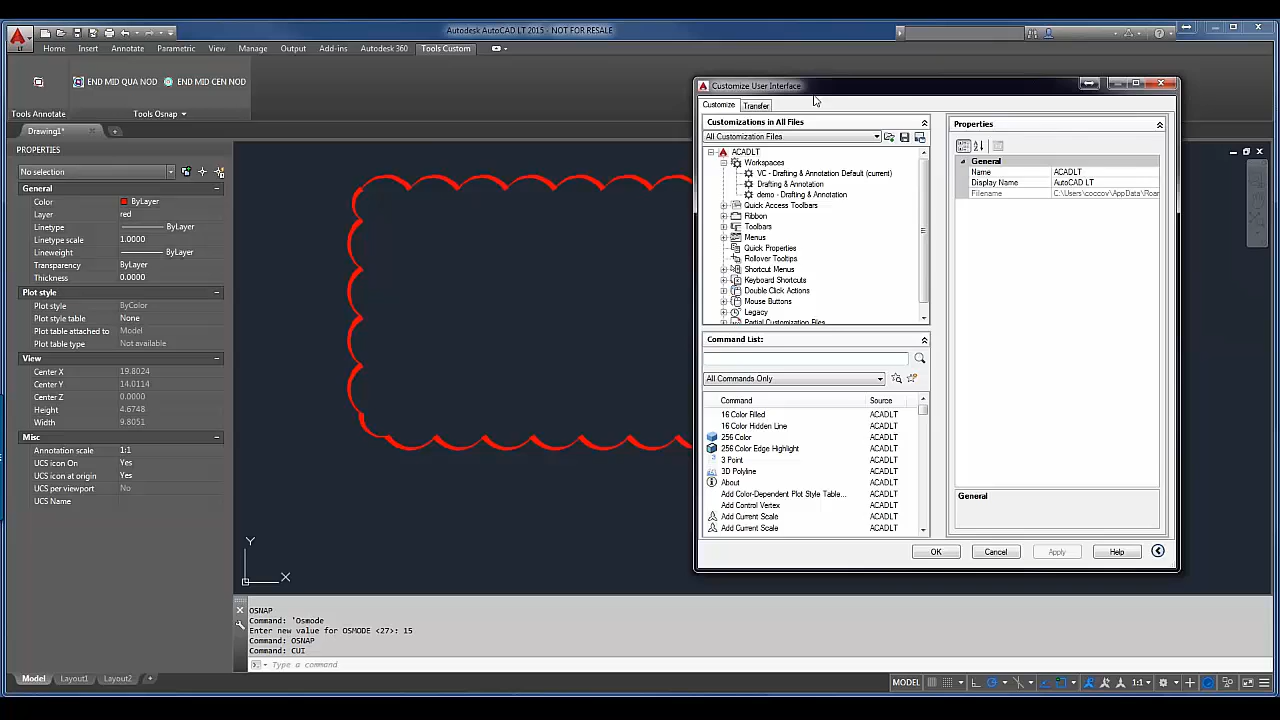 Autodesk AutoCAD LT 2015 - NOT FOR RESALE
LT
Home Insert Annotate Parametric View Manage Output Add-ins Autodesk 360 Tools Custom
END MID QUA NOD END MID CEN NOD
Tools Annotate Tools Osnap
Drawing1*
PROPERTIES
No selection
General
Color ByLayer
Layer red
Linetype ByLayer
Linetype scale 1.0000
Lineweight ByLayer
Transparency ByLayer
Thickness 0.0000
Plot style
Plot style ByColor
Plot style table None
Plot table attached to Model
Plot table type Not available
View
Center X 19.8024
Center Y 14.0114
Center Z 0.0000
Height 4.6748
Width 9.8051
Misc
Annotation scale 1:1
UCS icon On Yes
UCS icon at origin Yes
UCS per viewport No
UCS Name
Y
X
Customize User Interface
Customize Transfer
Customizations in All Files
All Customization Files
ACADLT
Workspaces
VC - Drafting & Annotation Default (current)
Drafting & Annotation
demo - Drafting & Annotation
Quick Access Toolbars
Ribbon
Toolbars
Menus
Quick Properties
Rollover Tooltips
Shortcut Menus
Keyboard Shortcuts
Double Click Actions
Mouse Buttons
Legacy
Partial Customization Files
Command List:
All Commands Only
Command Source
16 Color Filled ACADLT
16 Color Hidden Line ACADLT
256 Color ACADLT
256 Color Edge Highlight ACADLT
3 Point ACADLT
3D Polyline ACADLT
About ACADLT
Add Color-Dependent Plot Style Table... ACADLT
Add Control Vertex ACADLT
Add Current Scale ACADLT
Add Current Scale ACADLT
Properties
General
Name ACADLT
Display Name AutoCAD LT
Filename C:\Users\coccov\AppData\Roar
General
OK Cancel Apply Help
OSNAP
Command: 'Osmode
Enter new value for OSMODE <27>: 15
Command: OSNAP
Command: CUI
Type a command
Model Layout1 Layout2 +
MODEL 1:1